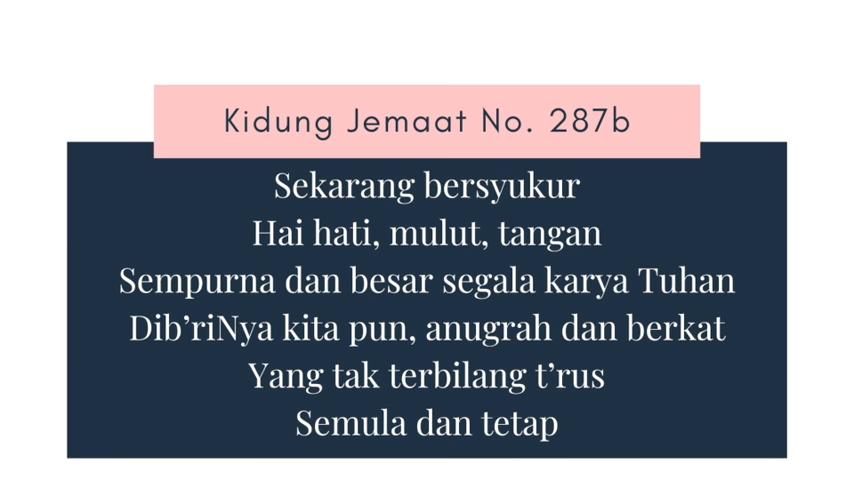 Kidung Jemaat No. 287b
Sekarang bersyukur
Hai hati, mulut, tangan
Sempurna dan besar segala karya Tuhan
Dib’riNya kita pun, anugrah dan berkat
Yang tak terbilang t’rus
Semula dan tetap